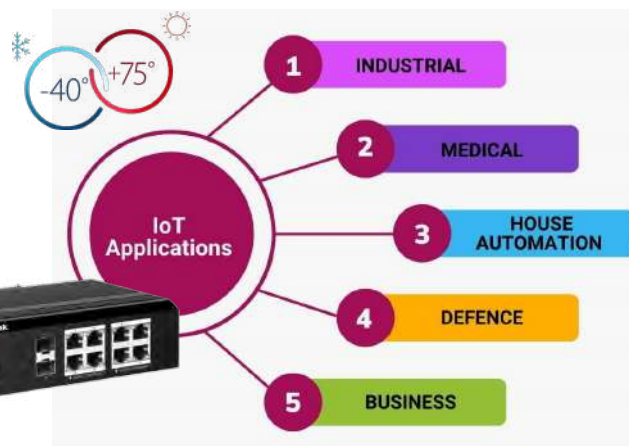 -40°
+75°
1
INDUSTRIAL
2
MEDICAL
IoT
Applications
3
HOUSE
AUTOMATION
4
DEFENCE
5
BUSINESS